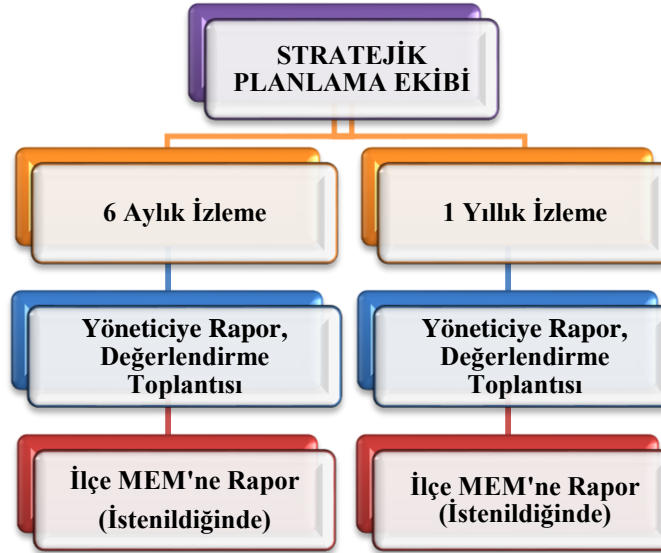 STRATEJİK
PLANLAMA EKİBİ
6 Aylık İzleme
1 Yıllık İzleme
Yöneticiye Rapor,
Değerlendirme
Toplantısı
Yöneticiye Rapor,
Değerlendirme
Toplantısı
İlçe MEM'ne Rapor
(İstenildiğinde)
İlçe MEM'ne Rapor
(İstenildiğinde)